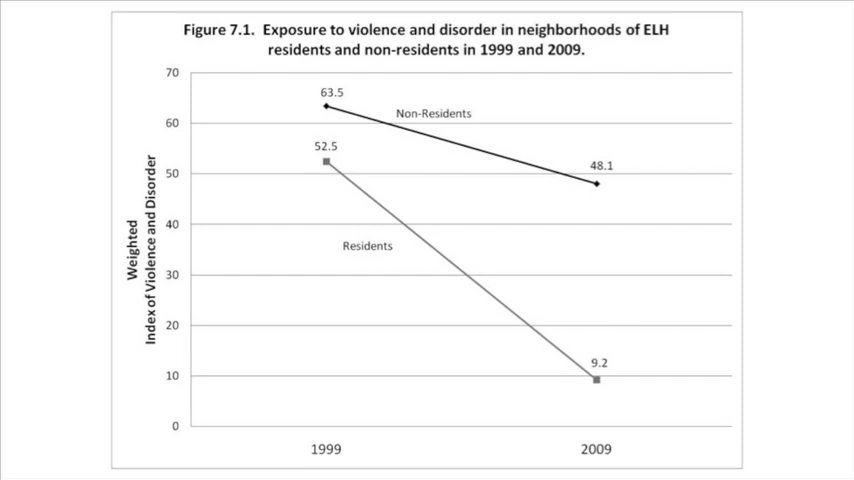 Figure 7.1.  Exposure to violence and disorder in neighborhoods of ELH
residents and non-residents in 1999 and 2009.
70
60
50
40
30
20
10
0
Weighted
Index of Violence and Disorder
63.5
Non-Residents
52.5
48.1
Residents
9.2
1999
2009